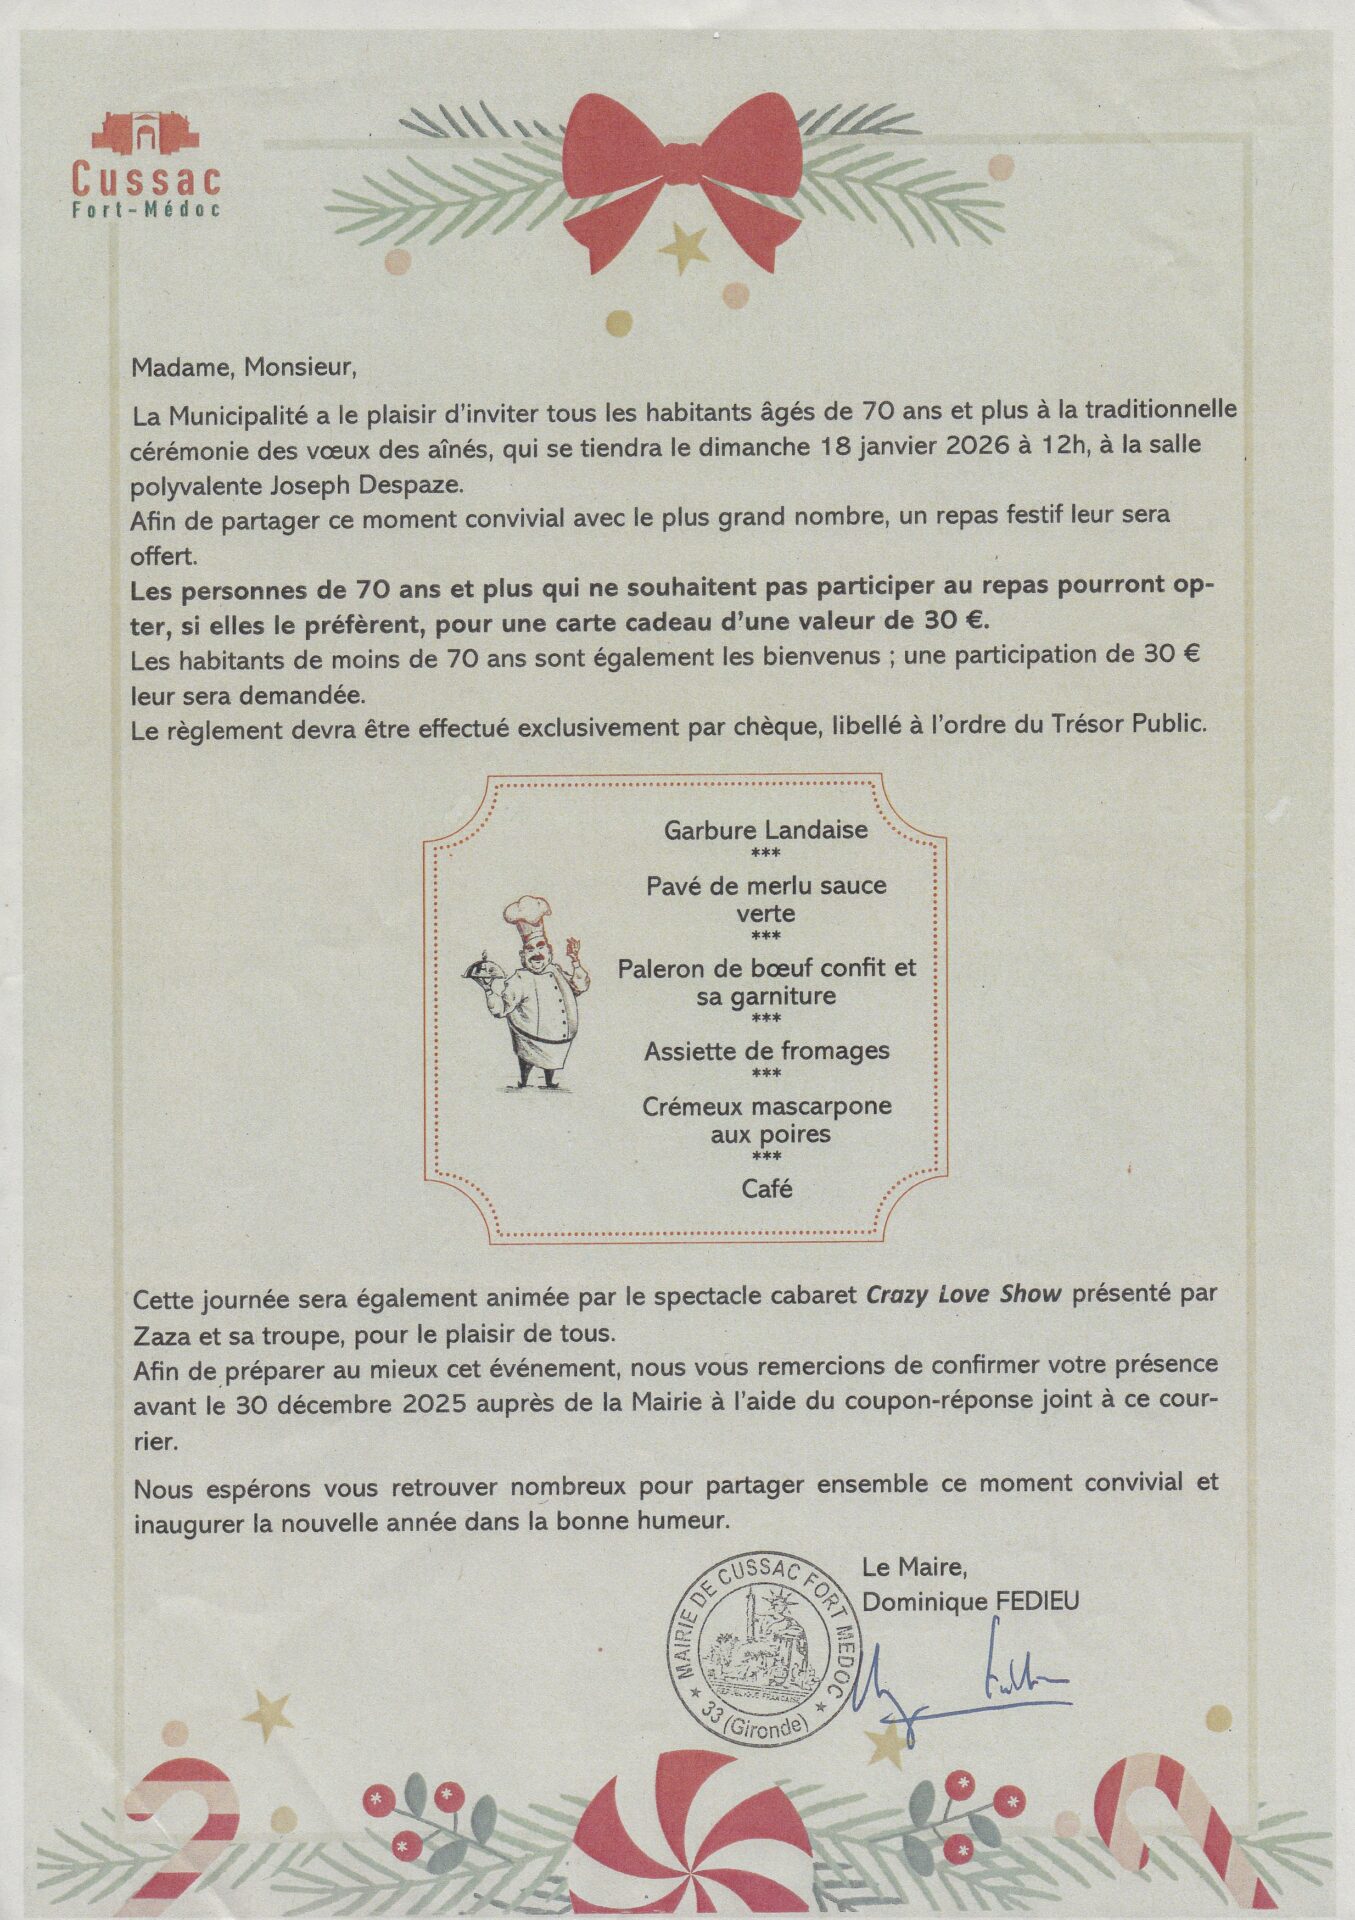 Cussac
Fort-Médoc
Madame, Monsieur,
La Municipalité a le plaisir d'inviter tous les habitants âgés de 70 ans et plus à la traditionnelle
cérémonie des vœux des aînés, qui se tiendra le dimanche 18 janvier 2026 à 12h, à la salle
polyvalente Joseph Despaze.
Afin de partager ce moment convivial avec le plus grand nombre, un repas festif leur sera
offert.
Les personnes de 70 ans et plus qui ne souhaitent pas participer au repas pourront op-
ter, si elles le préfèrent, pour une carte cadeau d'une valeur de 30 €.
Les habitants de moins de 70 ans sont également les bienvenus ; une participation de 30 €
leur sera demandée.
Le règlement devra être effectué exclusivement par chèque, libellé à l'ordre du Trésor Public.
Garbure Landaise
***
Pavé de merlu sauce
verte
***
Paleron de bœuf confit et
sa garniture
***
Assiette de fromages
***
Crémeux mascarpone
aux poires
***
Café
Cette journée sera également animée par le spectacle cabaret Crazy Love Show présenté par
Zaza et sa troupe, pour le plaisir de tous.
Afin de préparer au mieux cet événement, nous vous remercions de confirmer votre présence
avant le 30 décembre 2025 auprès de la Mairie à l'aide du coupon-réponse joint à ce cour-
rier.
Nous espérons vous retrouver nombreux pour partager ensemble ce moment convivial et
inaugurer la nouvelle année dans la bonne humeur.
Le Maire,
Dominique FEDIEU
MAIRIE DE CUSSAC FORT MEDOC
REPUBLIQUE FRANCAISE
★ 33 (Gironde) ★